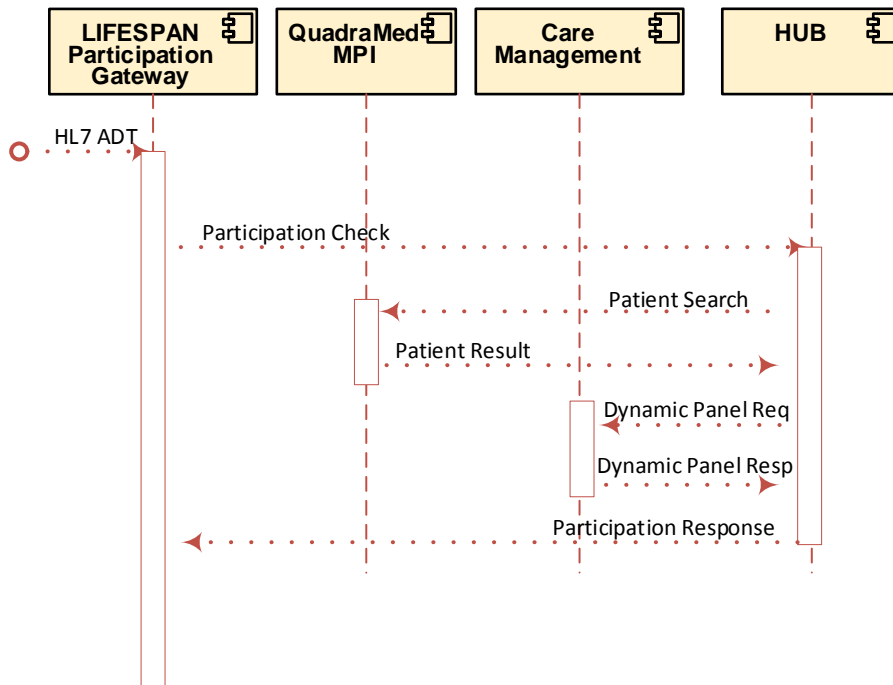 LIFESPAN
Participation
Gateway
QuadraMed
MPI
Care
Management
HUB
HL7 ADT
Participation Check
Patient Search
Patient Result
Dynamic Panel Req
Dynamic Panel Resp
Participation Response